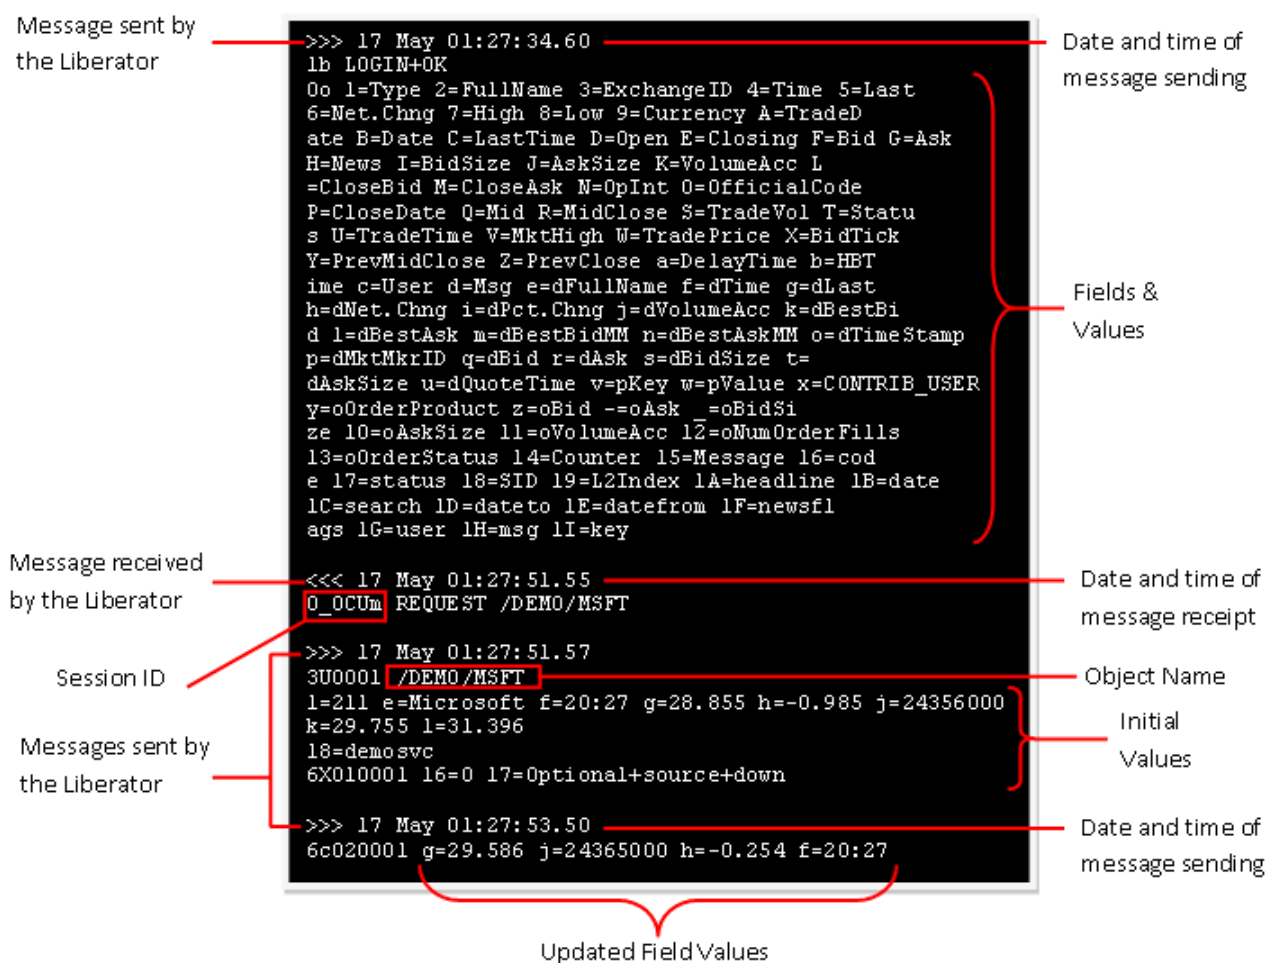 Message sent by
the Liberator
>>> 17 May 01:27:34.60
Date and time of
message sending
1b LOGIN+OK
0o 1=Type 2=FullName 3=ExchangeID 4=Time 5=Last
6=Net.Chng 7=High 8=Low 9=Currency A=TradeD
ate B=Date C=LastTime D=Open E=Closing F=Bid G=Ask
H=News I=BidSize J=AskSize K=VolumeAcc L
=CloseBid M=CloseAsk N=OpInt O=OfficialCode
P=CloseDate Q=Mid R=MidClose S=TradeVol T=Statu
s U=TradeTime V=MktHigh W=TradePrice X=BidTick
Y=PrevMidClose Z=PrevClose a=DelayTime b=HBT
ime c=User d=Msg e=dFullName f=dTime g=dLast
h=dNet.Chng i=dPct.Chng j=dVolumeAcc k=dBestBi
d l=dBestAsk m=dBestBidMM n=dBestAskMM o=dTimeStamp
p=dMktMkrID q=dBid r=dAsk s=dBidSize t=
dAskSize u=dQuoteTime v=pKey w=pValue x=CONTRIB_USER
y=oOrderProduct z=oBid -=oAsk _=oBidSi
ze 10=oAskSize 11=oVolumeAcc 12=oNumOrderFills
13=oOrderStatus 14=Counter 15=Message 16=cod
e 17=status 18=SID 19=L2Index 1A=headline 1B=date
1C=search 1D=dateto 1E=datefrom 1F=newsfl
ags 1G=user 1H=msg 1I=key
Fields &
Values
Message received
by the Liberator
<<< 17 May 01:27:51.55
Date and time of
message receipt
0_0CUm REQUEST /DEMO/MSFT
Session ID
>>> 17 May 01:27:51.57
3U0001 /DEMO/MSFT
Object Name
1=211 e=Microsoft f=20:27 g=28.855 h=-0.985 j=24356000
k=29.755 l=31.396
18=demosvc
6X010001 16=0 17=Optional+source+down
Initial
Values
Messages sent by
the Liberator
>>> 17 May 01:27:53.50
Date and time of
message sending
6c020001 g=29.586 j=24365000 h=-0.254 f=20:27
Updated Field Values